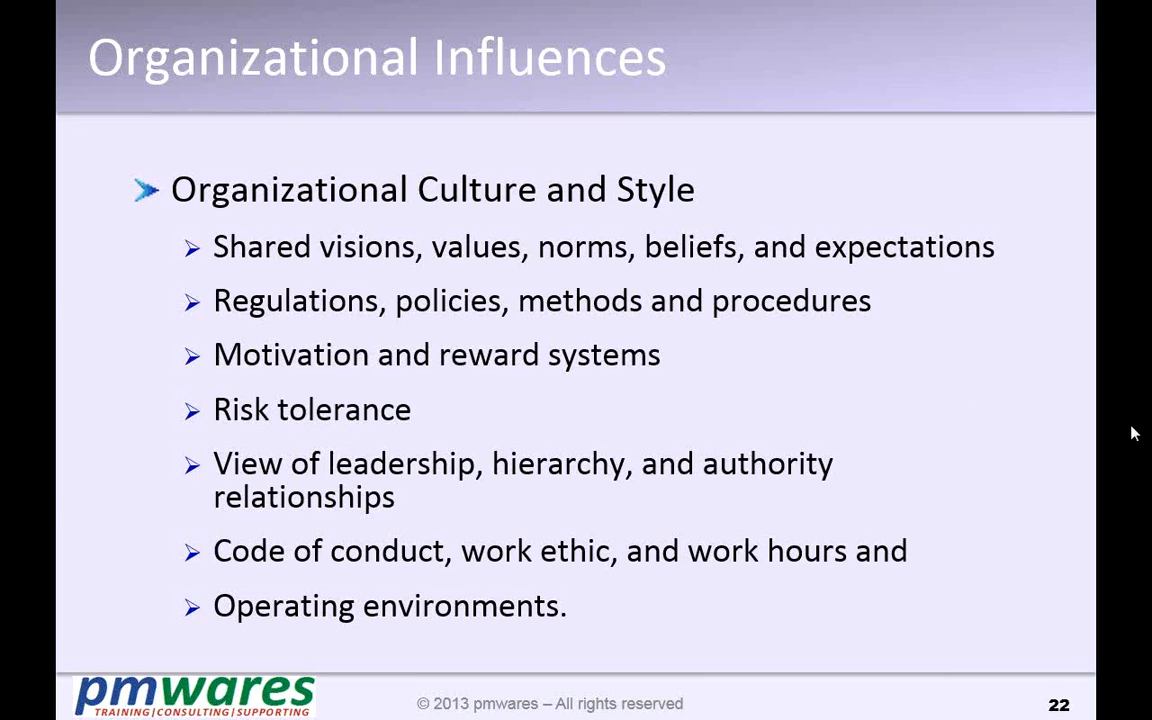 Organizational Influences
Organizational Culture and Style
Shared visions, values, norms, beliefs, and expectations
Regulations, policies, methods and procedures
Motivation and reward systems
Risk tolerance
View of leadership, hierarchy, and authority
relationships
Code of conduct, work ethic, and work hours and
Operating environments.
pmwares
TRAINING|CONSULTING|SUPPORTING
© 2013 pmwares – All rights reserved
22